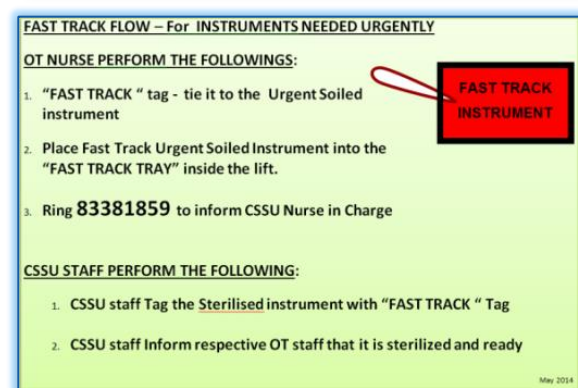 FAST TRACK FLOW – For INSTRUMENTS NEEDED URGENTLY
OT NURSE PERFORM THE FOLLOWINGS:
1. “FAST TRACK “ tag - tie it to the Urgent Soiled
instrument
2. Place Fast Track Urgent Soiled Instrument into the
“FAST TRACK TRAY” inside the lift.
3. Ring 83381859 to inform CSSU Nurse in Charge
FAST TRACK
INSTRUMENT
CSSU STAFF PERFORM THE FOLLOWING:
1. CSSU staff Tag the Sterilised instrument with “FAST TRACK “ Tag
2. CSSU staff Inform respective OT staff that it is sterilized and ready
May 2014